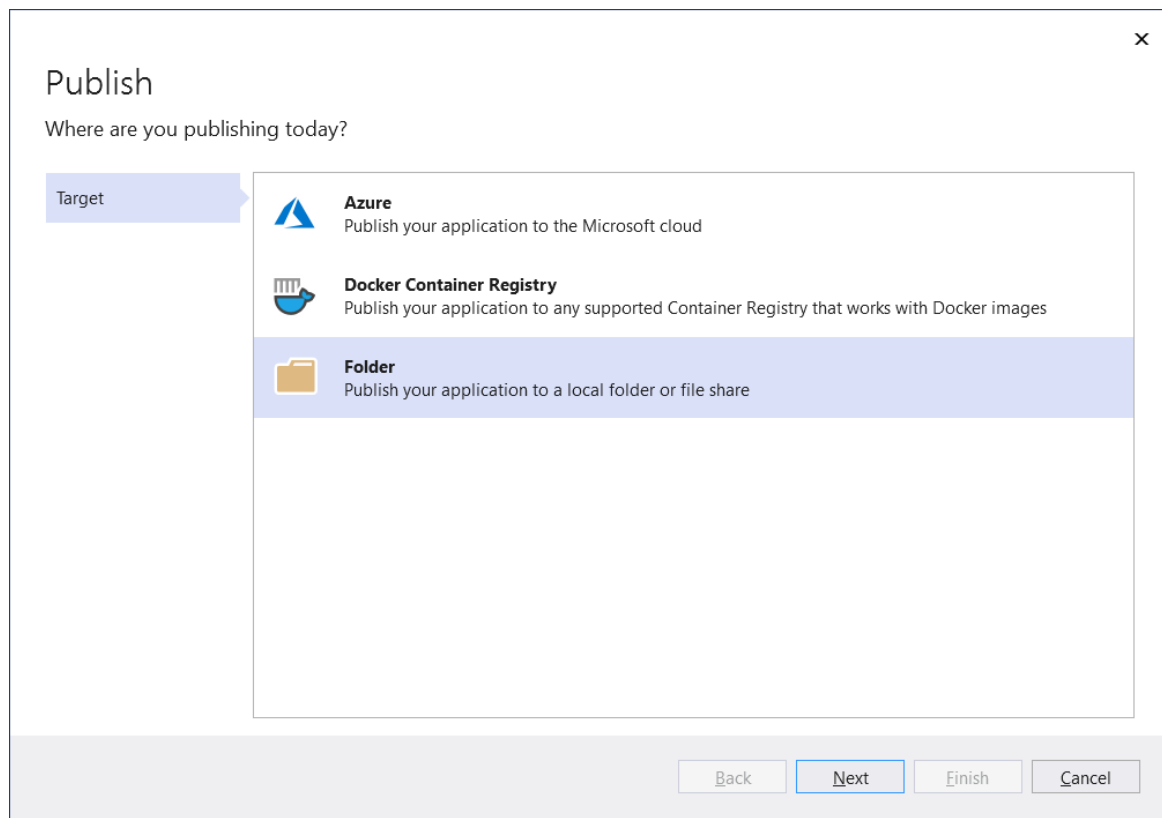 Publish
Where are you publishing today?
Target
Azure
Publish your application to the Microsoft cloud
Docker Container Registry
Publish your application to any supported Container Registry that works with Docker images
Folder
Publish your application to a local folder or file share
Back
Next
Finish
Cancel